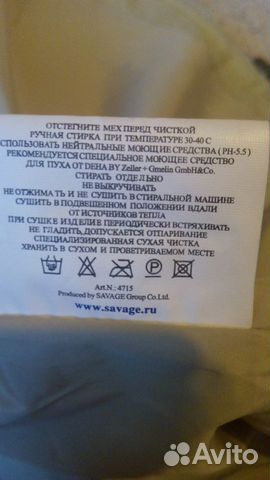 ОТСТЕГНИТЕ МЕХ ПЕРЕД ЧИСТКОЙ
РУЧНАЯ СТИРКА ПРИ ТЕМПЕРАТУРЕ 30-40 С
СПОЛЬЗОВАТЬ НЕЙТРАЛЬНЫЕ МОЮЩИЕ СРЕДСТВА ( PH-5.5 )
РЕКОМЕНДУЕТСЯ СПЕЦИАЛЬНОЕ МОЮЩЕЕ СРЕДСТВО
ДЛЯ ПУХА ОТ DEHA BY Zeller + Gmelin GmbH&Co.
СТИРАТЬ ОТДЕЛЬНО
НЕ ВЫКРУЧИВАТЬ
НЕ ОТЖИМАТЬ И НЕ СУШИТЬ В СТИРАЛЬНОЙ МАШИНЕ
СУШИТЬ В ПОДВЕШЕННОМ ПОЛОЖЕНИИ ВДАЛИ
ОТ ИСТОЧНИКОВ ТЕПЛА
ПРИ СУШКЕ ИЗДЕЛИЕ ПЕРИОДИЧЕСКИ ВСТРЯХИВАТЬ
НЕ ГЛАДИТЬ, ДОПУСКАЕТСЯ ОТПАРИВАНИЕ
СПЕЦИАЛИЗИРОВАННАЯ СУХАЯ ЧИСТКА
ХРАНИТЬ В СУХОМ И ПРОВЕТРИВАЕМОМ МЕСТЕ
P
Art.N.: 4715
Produced by SAVAGE Group Co.Ltd.
www.savage.ru
Avito